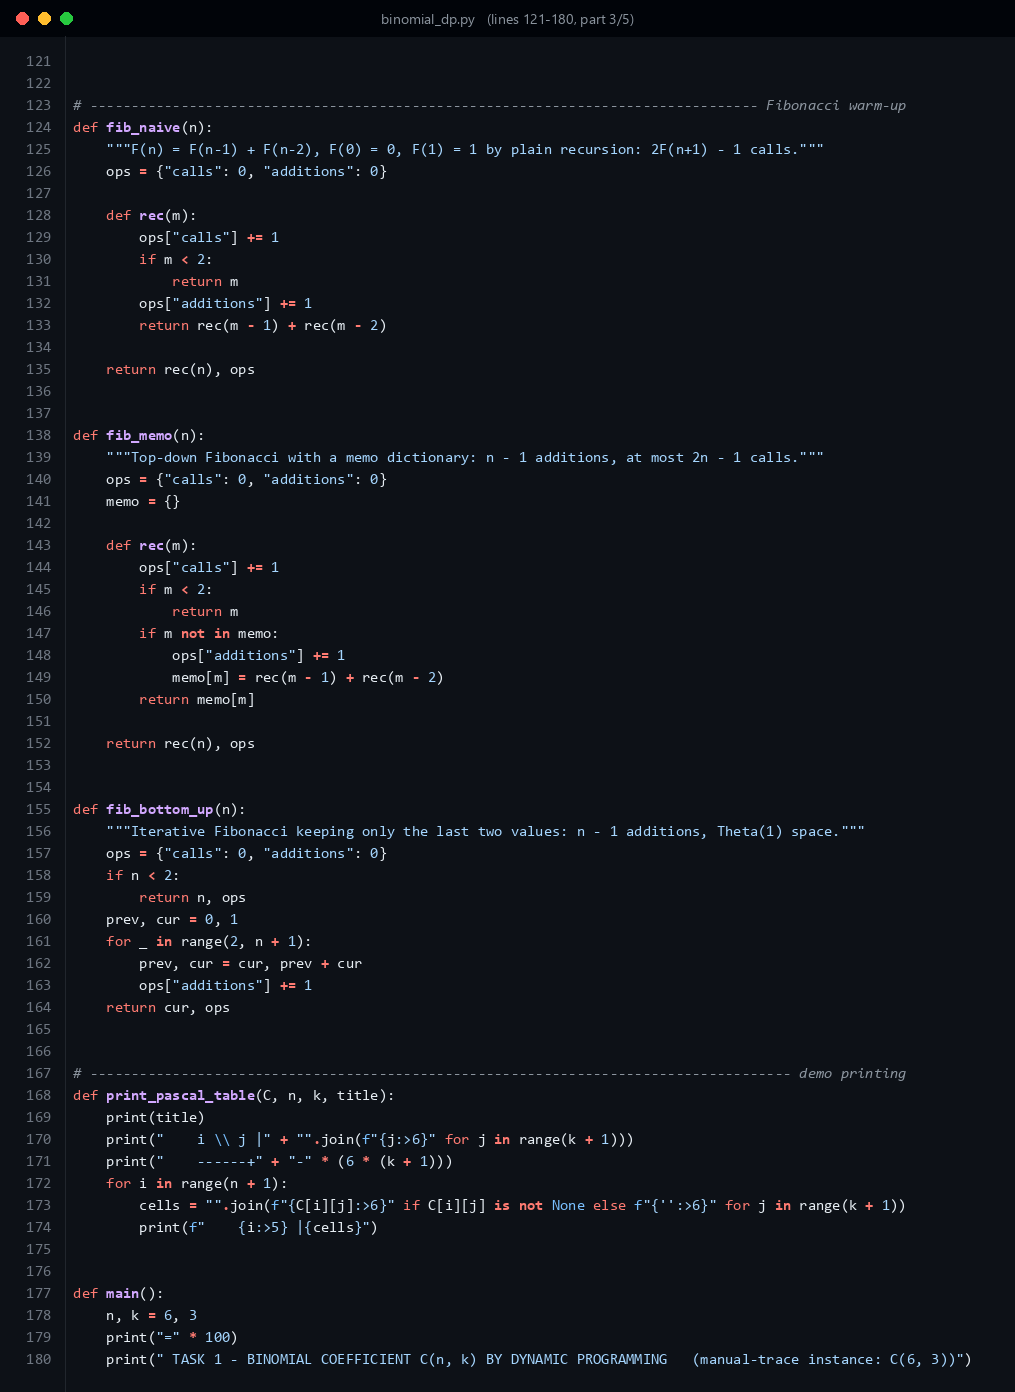 binomial_dp.py   (lines 121-180, part 3/5)
121
122
123 # --------------------------------------------------------------------------------- Fibonacci warm-up
124 def fib_naive(n):
125     """F(n) = F(n-1) + F(n-2), F(0) = 0, F(1) = 1 by plain recursion: 2F(n+1) - 1 calls."""
126     ops = {"calls": 0, "additions": 0}
127
128     def rec(m):
129         ops["calls"] += 1
130         if m < 2:
131             return m
132         ops["additions"] += 1
133         return rec(m - 1) + rec(m - 2)
134
135     return rec(n), ops
136
137
138 def fib_memo(n):
139     """Top-down Fibonacci with a memo dictionary: n - 1 additions, at most 2n - 1 calls."""
140     ops = {"calls": 0, "additions": 0}
141     memo = {}
142
143     def rec(m):
144         ops["calls"] += 1
145         if m < 2:
146             return m
147         if m not in memo:
148             ops["additions"] += 1
149             memo[m] = rec(m - 1) + rec(m - 2)
150         return memo[m]
151
152     return rec(n), ops
153
154
155 def fib_bottom_up(n):
156     """Iterative Fibonacci keeping only the last two values: n - 1 additions, Theta(1) space."""
157     ops = {"calls": 0, "additions": 0}
158     if n < 2:
159         return n, ops
160     prev, cur = 0, 1
161     for _ in range(2, n + 1):
162         prev, cur = cur, prev + cur
163         ops["additions"] += 1
164     return cur, ops
165
166
167 # ------------------------------------------------------------------------------------- demo printing
168 def print_pascal_table(C, n, k, title):
169     print(title)
170     print("    i \\ j |" + "".join(f"{j:>6}" for j in range(k + 1)))
171     print("    ------+" + "-" * (6 * (k + 1)))
172     for i in range(n + 1):
173         cells = "".join(f"{C[i][j]:>6}" if C[i][j] is not None else f"{'':>6}" for j in range(k + 1))
174         print(f"    {i:>5} |{cells}")
175
176
177 def main():
178     n, k = 6, 3
179     print("=" * 100)
180     print(" TASK 1 - BINOMIAL COEFFICIENT C(n, k) BY DYNAMIC PROGRAMMING   (manual-trace instance: C(6, 3))")